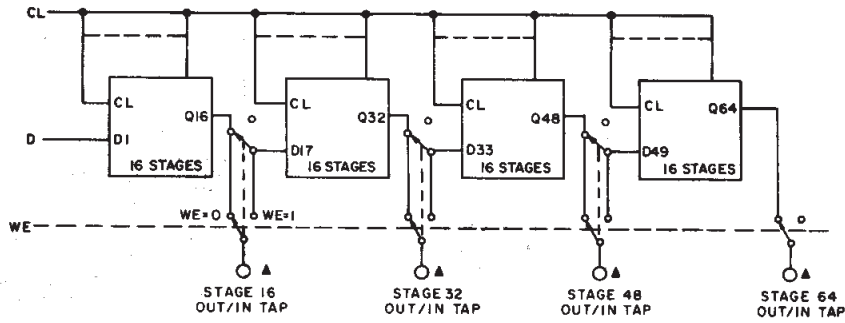 CL
CL Q16 CL Q32 CL Q48 CL Q64
D D1 D17 D33 D49
16 STAGES 16 STAGES 16 STAGES 16 STAGES
WE=0 WE=1
WE
STAGE 16 OUT/IN TAP
STAGE 32 OUT/IN TAP
STAGE 48 OUT/IN TAP
STAGE 64 OUT/IN TAP